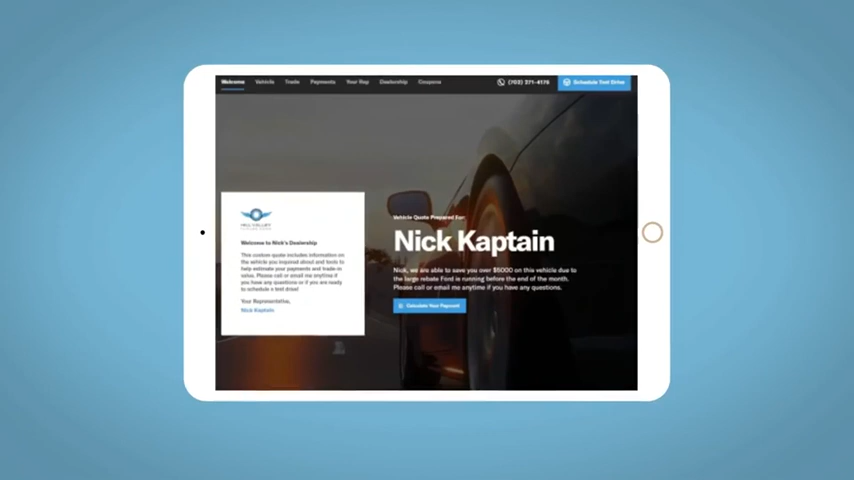 Welcome Vehicle Trade Payments Your Rep Dealership Coupons (702) 371-4178 Schedule Test Drive
Welcome to Nick's Dealership
This custom quote includes information on
the vehicle you inquired about and tools to
help estimate your payments and trade-in
value. Please call or email me anytime if
you have any questions or if you are ready
to schedule a test drive!
Your Representative,
Nick Kaptain
Vehicle Quote Prepared For:
Nick Kaptain
Nick, we are able to save you over $5000 on this vehicle due to
the large rebate Ford is running before the end of the month.
Please call or email me anytime if you have any questions.
Calculate Your Payment